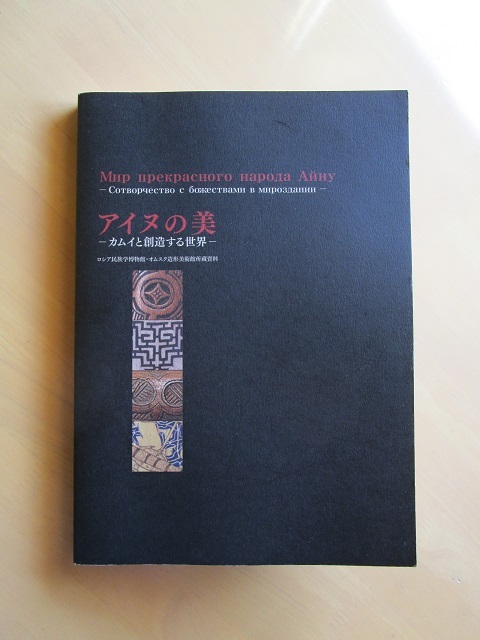 Мир прекрасного народа Айну
－Сотворчество с божествами в мироздании－
アイヌの美
－カムイと創造する世界－
ロシア民族学博物館・オムスク造形美術館所蔵資料